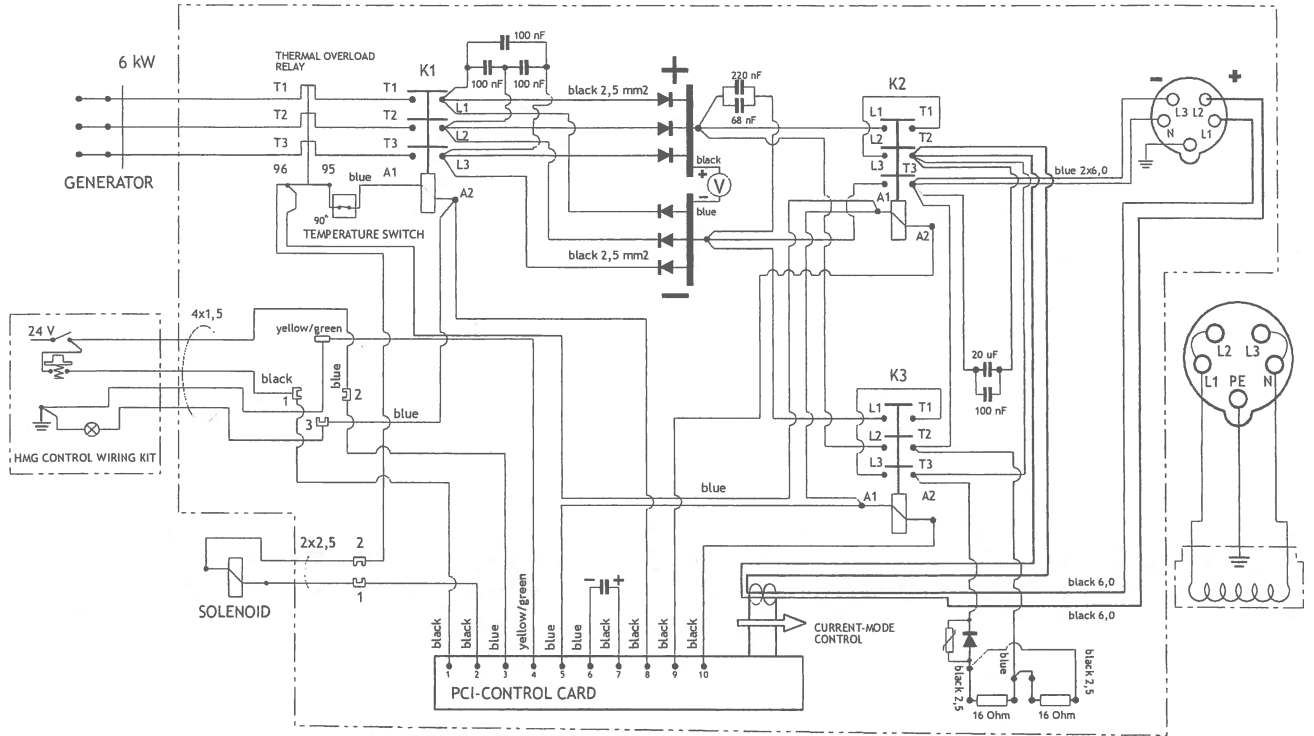 6 kW
THERMAL OVERLOAD
RELAY
K1
100 nF
100 nF 100 nF
T1 T1
L1
black 2,5 mm2
+
220 nF
68 nF
K2
L1 T1
- +
L3 L2
N L1
T2 T2
L2
L2 T2
T3 T3
L3
black
+
V
-
blue
L3 T3
blue 2x6,0
GENERATOR
96 95
blue
A1
A2
90°
TEMPERATURE SWITCH
A1
A2
black 2,5 mm2
-
4x1,5
24 V
yellow/green
black
blue
1
2
3
blue
HMG CONTROL WIRING KIT
L2 L3
L1 PE N
20 uF
100 nF
K3
L1 T1
L2 T2
L3 T3
blue
A1 A2
2x2,5
2
1
SOLENOID
- +
black 6,0
black 6,0
CURRENT-MODE
CONTROL
black
black
blue
yellow/green
blue
blue
black
black
black
black
1 2 3 4 5 6 7 8 9 10
PCI-CONTROL CARD
black 2,5
blue
black 2,5
16 Ohm 16 Ohm